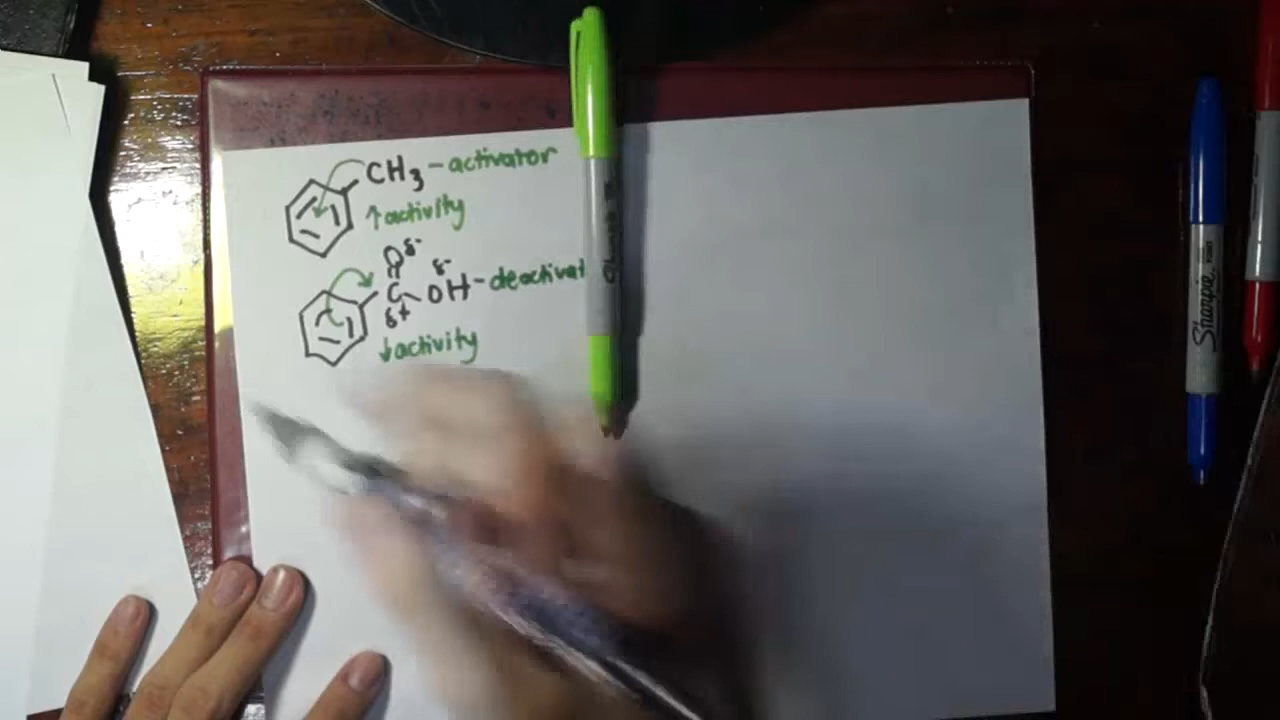 CH3 - activator
↑ activity
O δ-
C OH δ- - deactivat
δ+
↓ activity
Sharpie